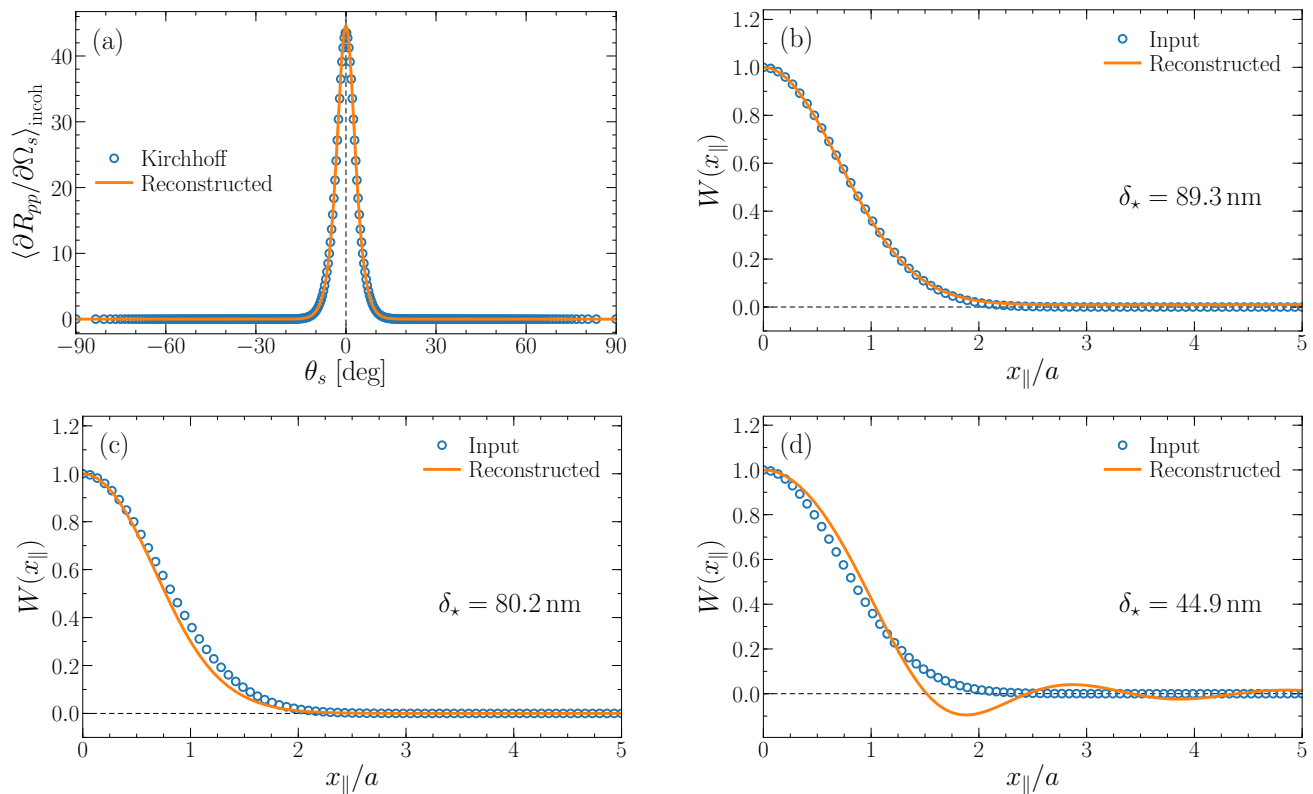 (a)
⟨∂R_{pp}/∂Ω_s⟩_{incoh}
40
30
20
10
0
Kirchhoff
Reconstructed
−90
−60
−30
0
30
60
90
θ_s [deg]
(b)
W(x_∥)
1.2
1.0
0.8
0.6
0.4
0.2
0.0
Input
Reconstructed
δ_⋆ = 89.3 nm
0
1
2
3
4
5
x_∥/a
(c)
W(x_∥)
1.2
1.0
0.8
0.6
0.4
0.2
0.0
Input
Reconstructed
δ_⋆ = 80.2 nm
0
1
2
3
4
5
x_∥/a
(d)
W(x_∥)
1.2
1.0
0.8
0.6
0.4
0.2
0.0
Input
Reconstructed
δ_⋆ = 44.9 nm
0
1
2
3
4
5
x_∥/a